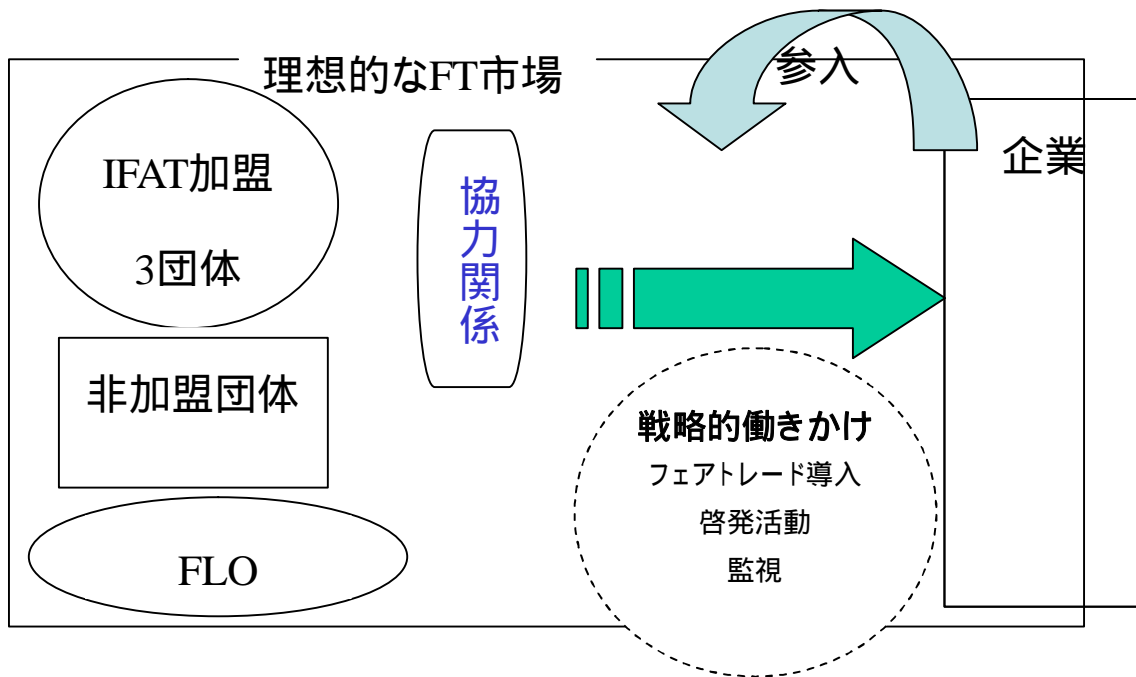 理想的なFT市場
参入
企業
IFAT加盟
3団体
協力関係
非加盟団体
戦略的働きかけ
フェアトレード導入
啓発活動
監視
FLO